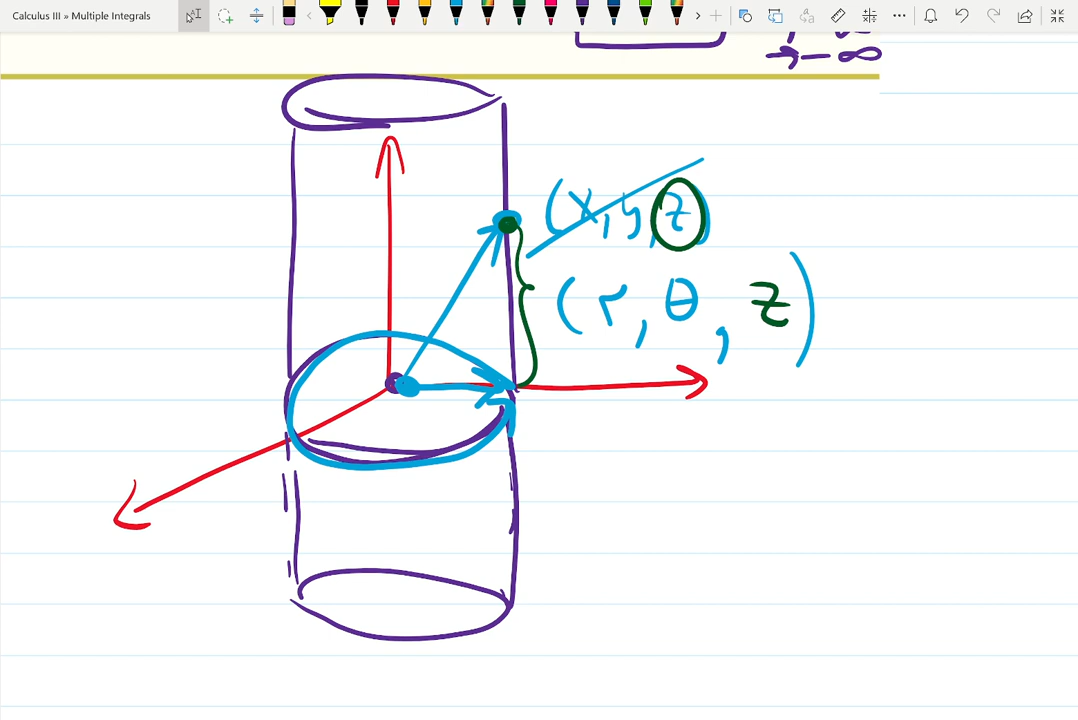 Calculus III » Multiple Integrals
→ -∞
(x, y, z)
(r, θ, z)